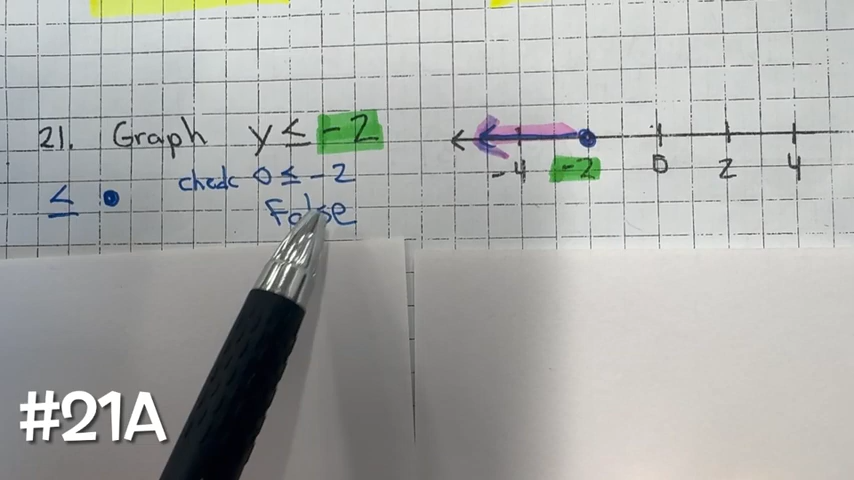 21. Graph y ≤ -2
≤ • check 0 ≤ -2
False
-4 -2 0 2 4
#21A